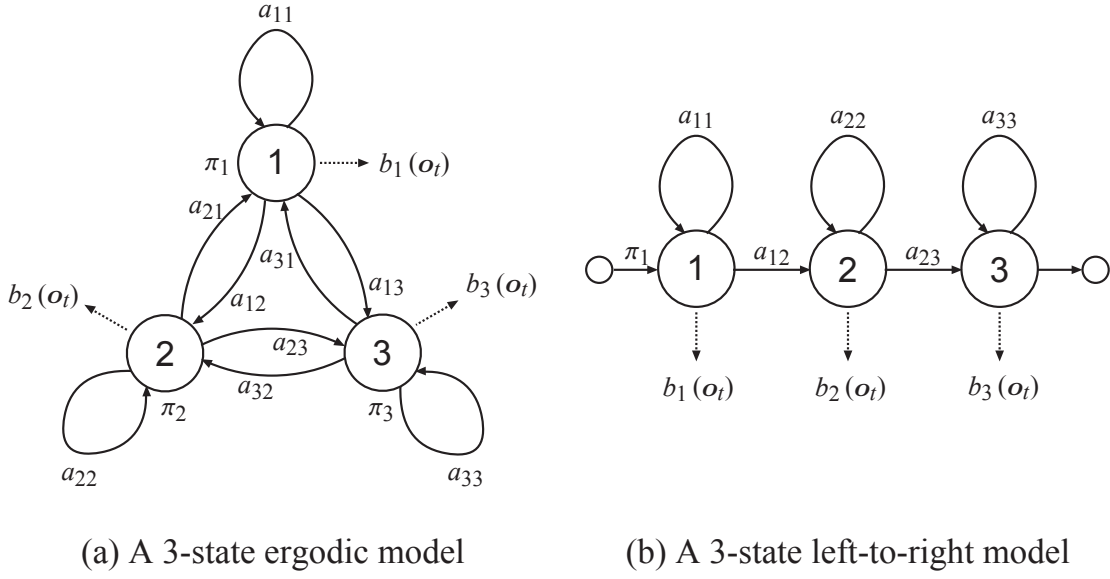 a11
1
π1
b1(ot)
a21
a31
a12
a13
b2(ot)
b3(ot)
2
a23
3
a32
π2
π3
a22
a33
(a) A 3-state ergodic model
a11
a22
a33
π1
1
a12
2
a23
3
b1(ot)
b2(ot)
b3(ot)
(b) A 3-state left-to-right model